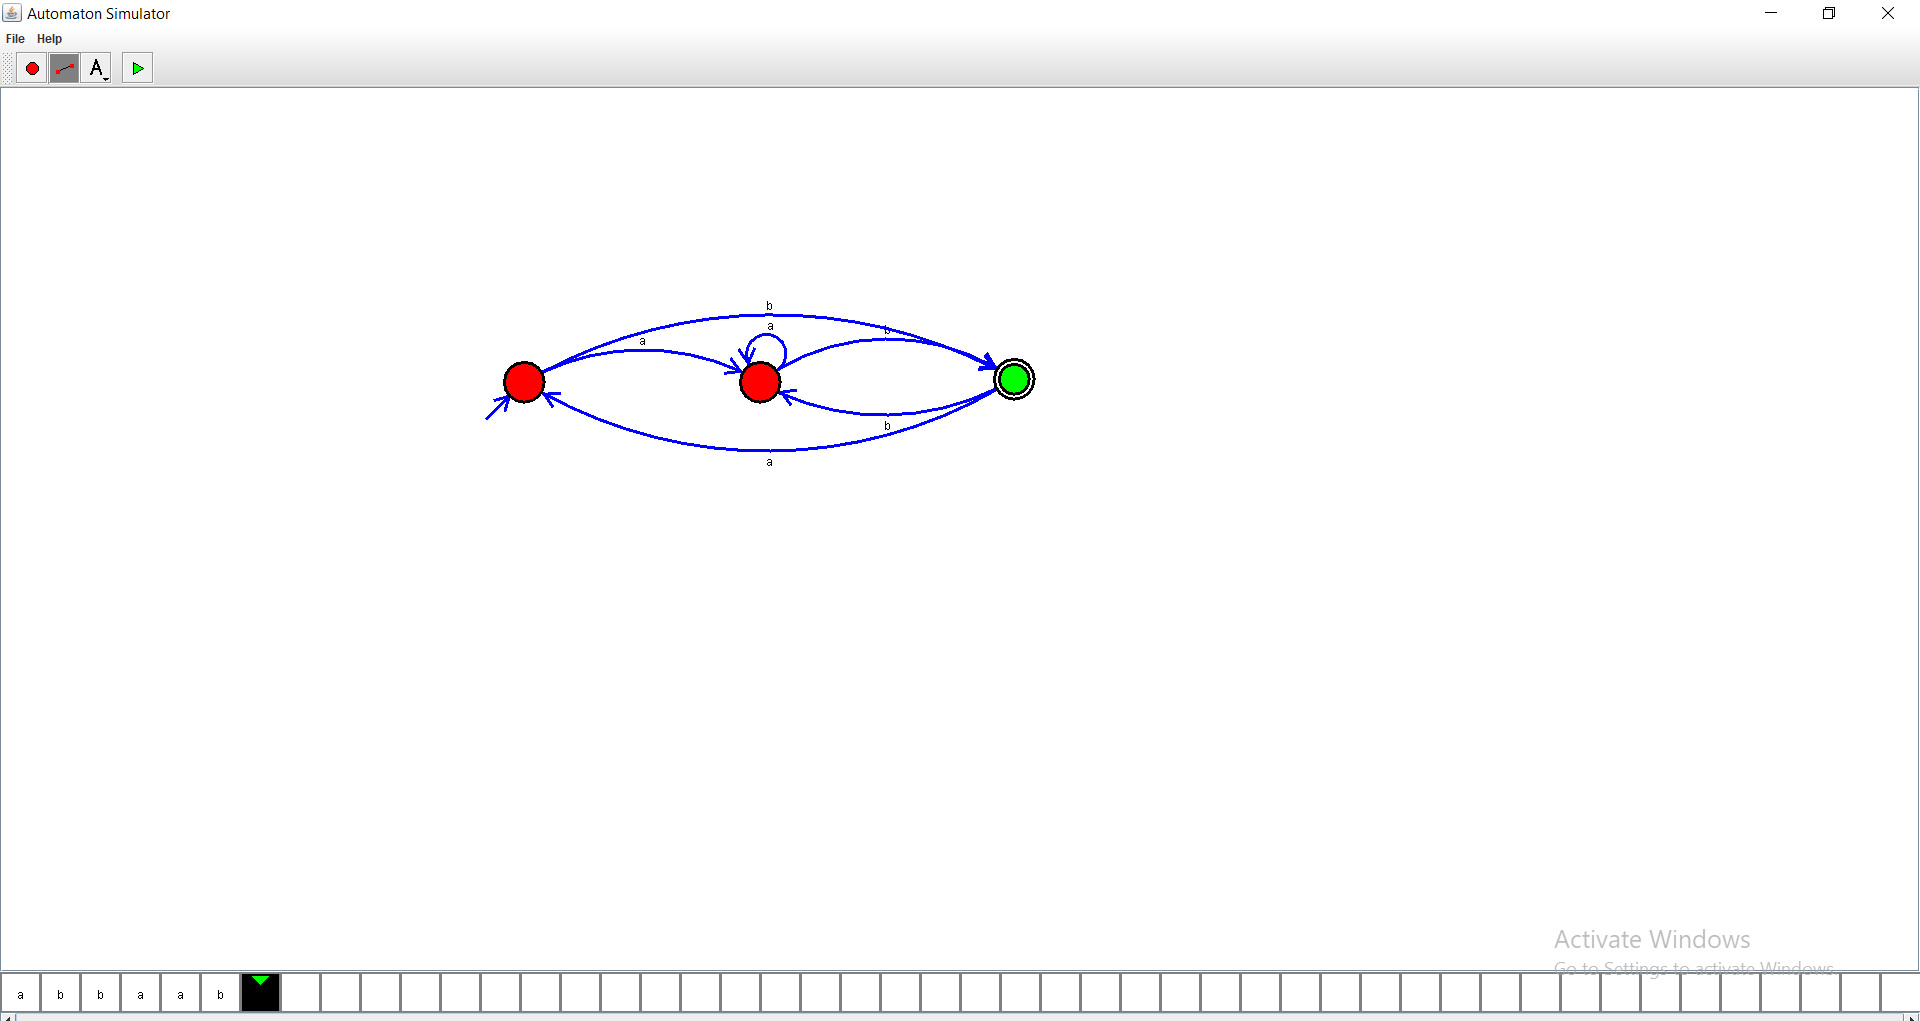 Automaton Simulator
File Help
A
b
a
a
b
b
a
Activate Windows
Go to Settings to activate Windows.
a b b a a b